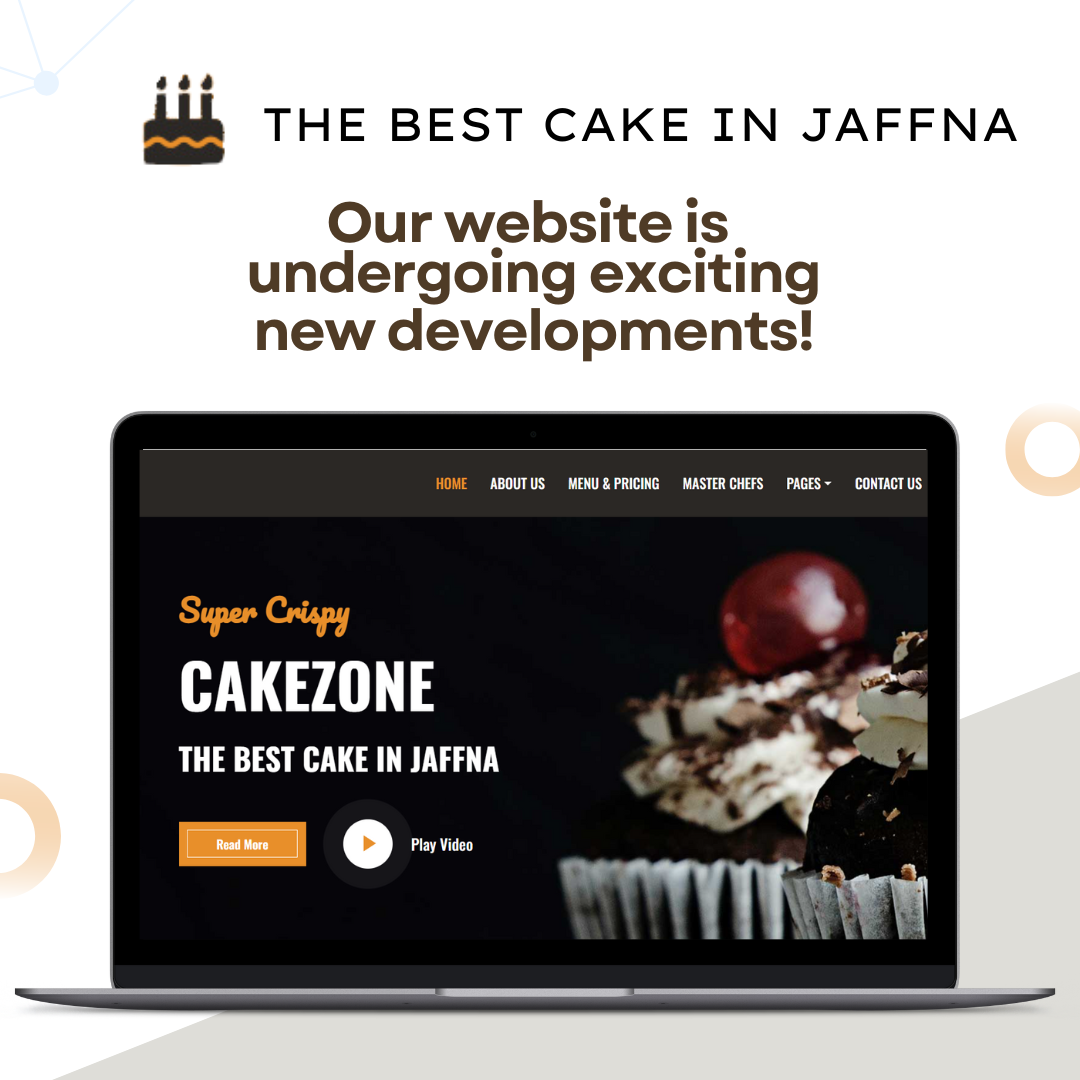 THE BEST CAKE IN JAFFNA
Our website is
undergoing exciting
new developments!
HOME ABOUT US MENU & PRICING MASTER CHEFS PAGES CONTACT US
Super Crispy
CAKEZONE
THE BEST CAKE IN JAFFNA
Read More Play Video